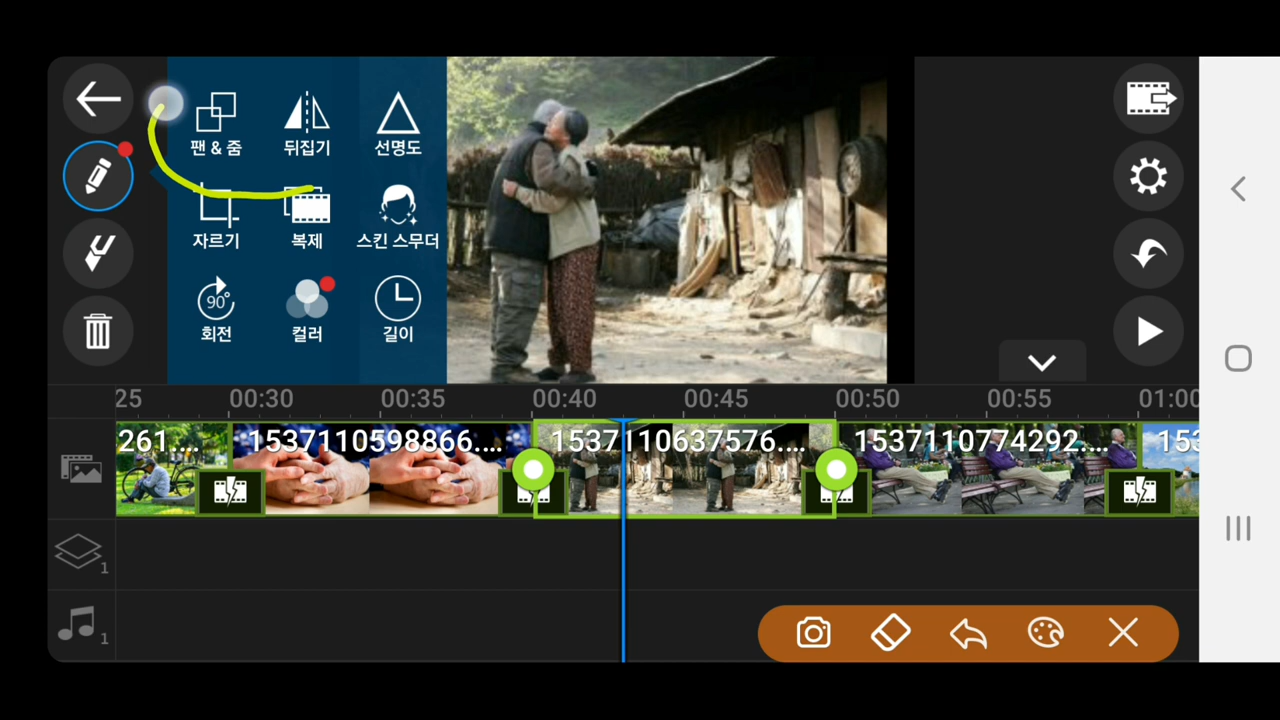 팬 & 줌
뒤집기
선명도
자르기
복제
스킨 스무더
90°
회전
컬러
길이
25
00:30
00:35
00:40
00:45
00:50
00:55
01:00
261....
1537110598866....
1537110637576....
1537110774292....
153
1
1